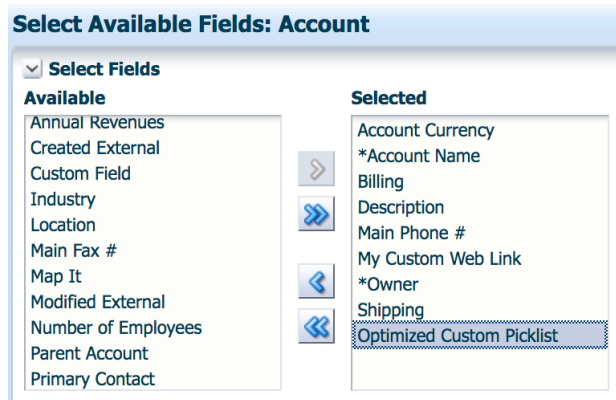 Select Available Fields: Account
Select Fields
Available
Annual Revenues
Created External
Custom Field
Industry
Location
Main Fax #
Map It
Modified External
Number of Employees
Parent Account
Primary Contact
Selected
Account Currency
*Account Name
Billing
Description
Main Phone #
My Custom Web Link
*Owner
Shipping
Optimized Custom Picklist